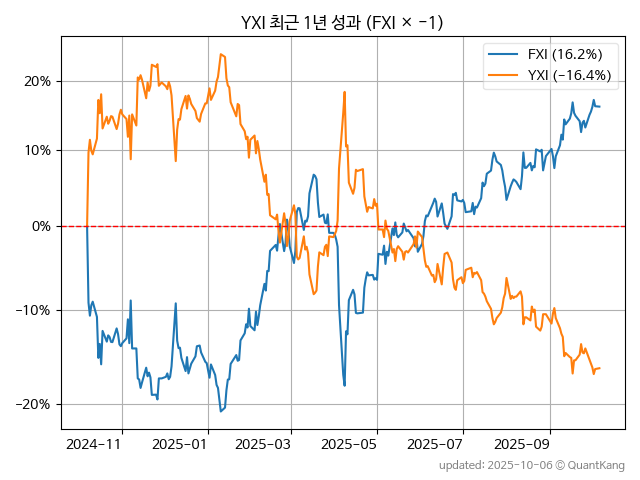 YXI 최근 1년 성과 (FXI × −1)
FXI (16.2%)
YXI (−16.4%)
20%
10%
0%
−10%
−20%
2024−11
2025−01
2025−03
2025−05
2025−07
2025−09
updated: 2025-10-06 © QuantKang